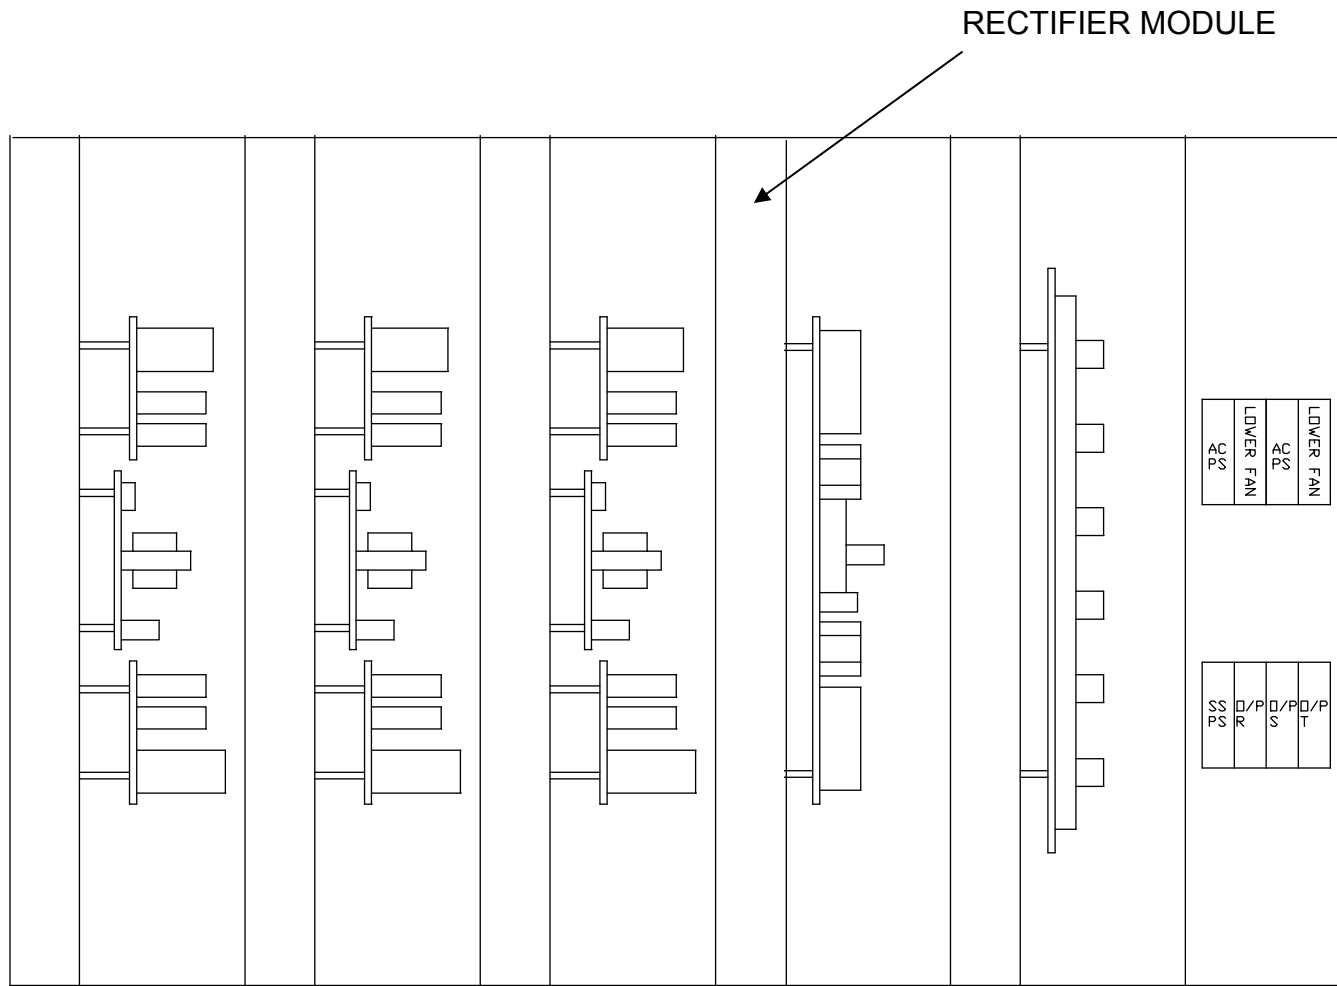 RECTIFIER MODULE
AC
PS
LOWER FAN
AC
PS
LOWER FAN
SS
PS
O/P
R
O/P
S
O/P
T